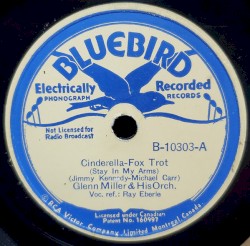 BLUEBIRD
Electrically Recorded
PHONOGRAPH RECORDS
Not Licensed for
Radio Broadcast
B-10303-A
Cinderella-Fox Trot
(Stay In My Arms)
(Jimmy Kennedy-Michael Carr)
Glenn Miller & His Orch.
Voc. ref.: Ray Eberle
Licensed under Canadian
Patent No. 160997
RCA Victor Company Limited Montreal Canada